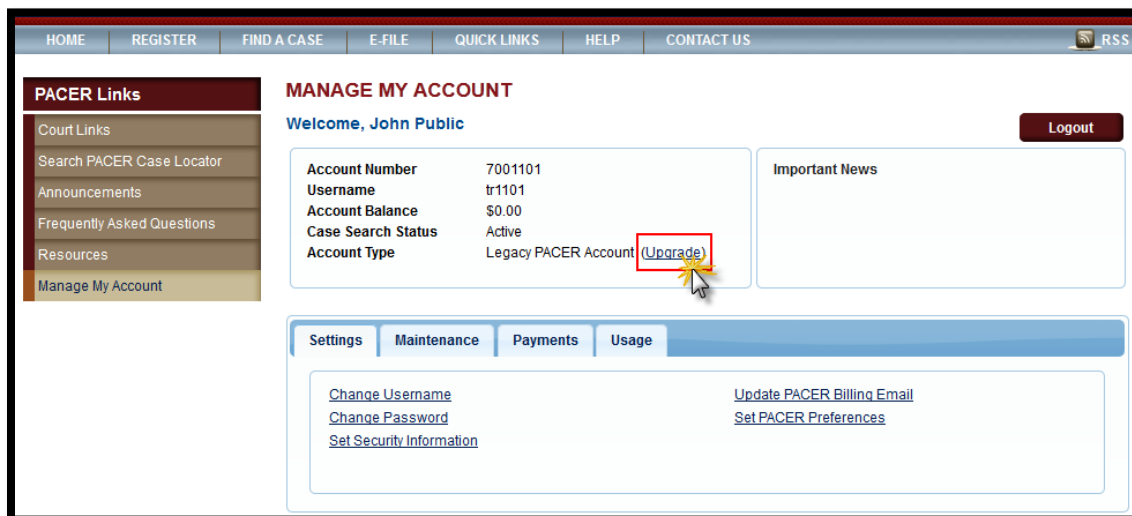 HOME REGISTER FIND A CASE E-FILE QUICK LINKS HELP CONTACT US RSS
PACER Links
Court Links
Search PACER Case Locator
Announcements
Frequently Asked Questions
Resources
Manage My Account
MANAGE MY ACCOUNT
Welcome, John Public
Logout
Account Number 7001101
Username tr1101
Account Balance $0.00
Case Search Status Active
Account Type Legacy PACER Account (Upgrade)
Important News
Settings Maintenance Payments Usage
Change Username
Change Password
Set Security Information
Update PACER Billing Email
Set PACER Preferences